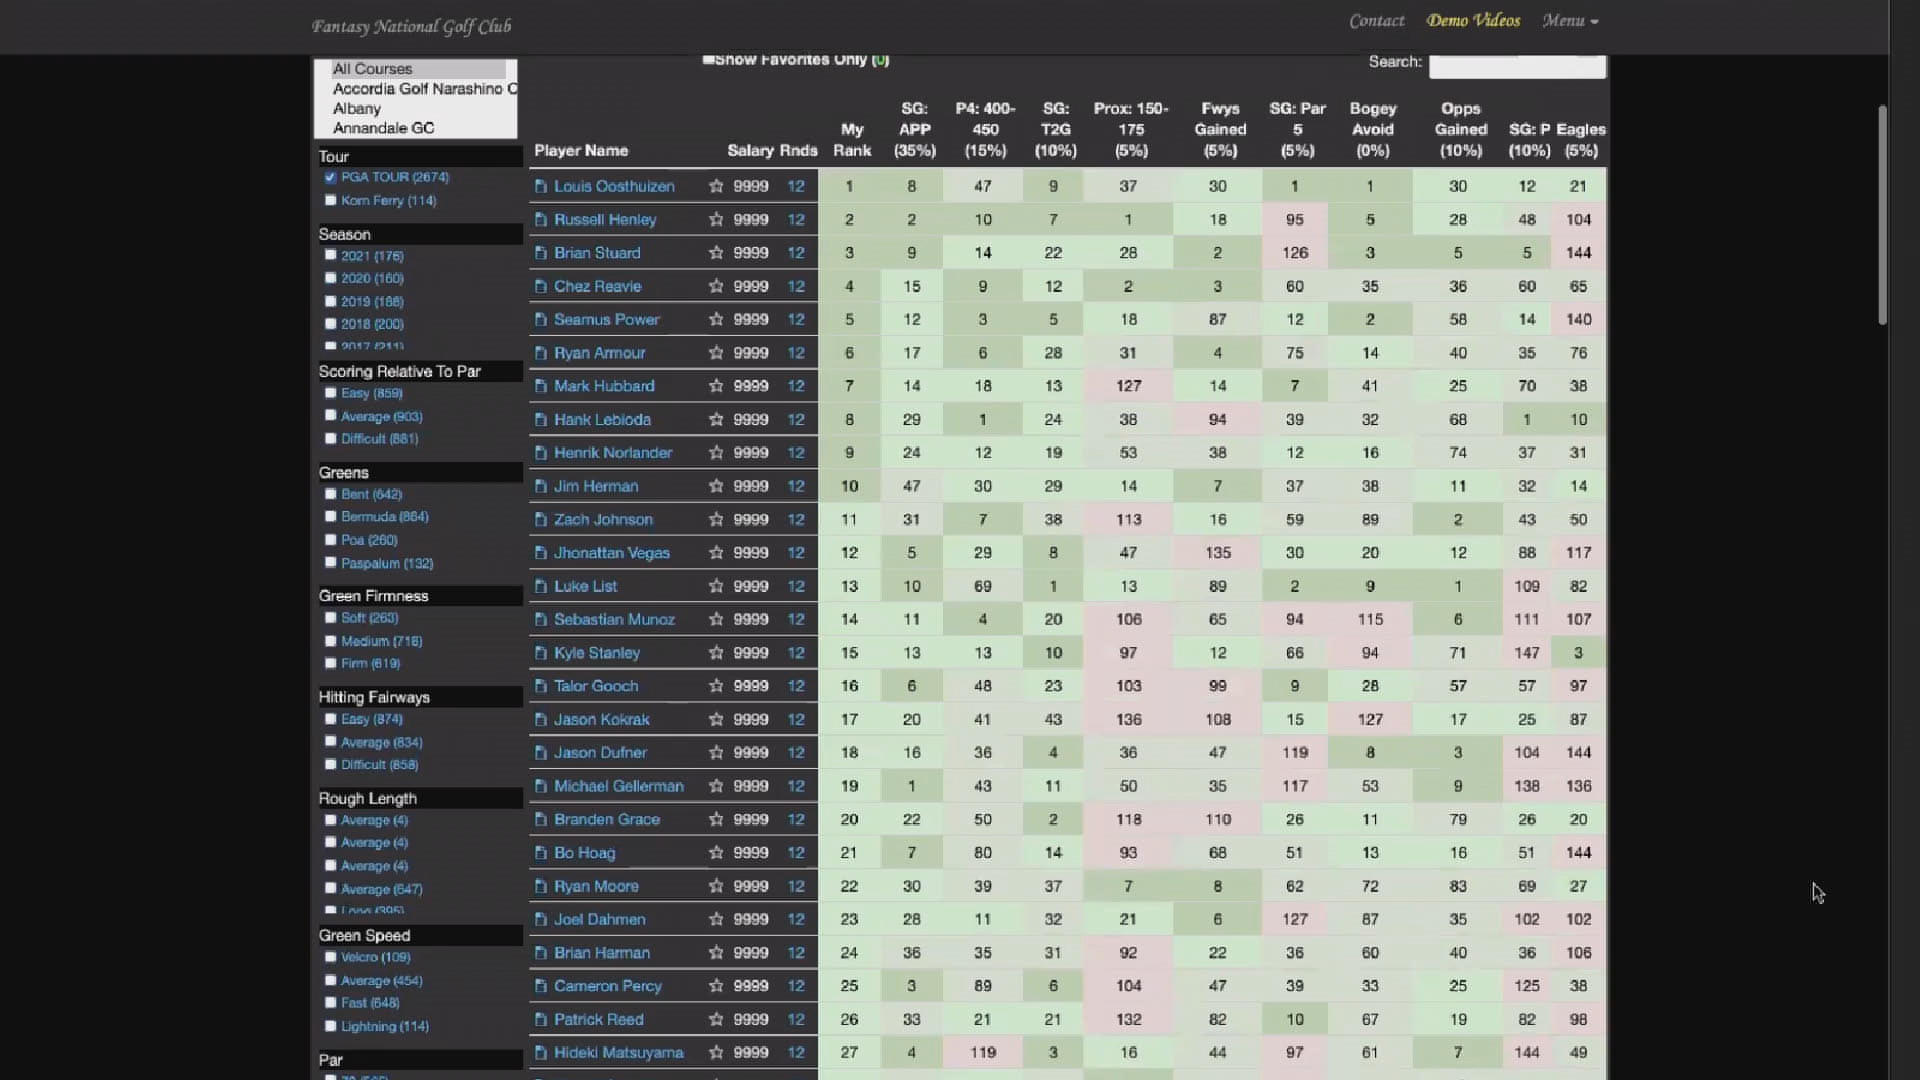 Fantasy National Golf Club
Contact Demo Videos Menu
All Courses
Accordia Golf Narashino C
Albany
Annandale GC
Tour
PGA TOUR (2674)
Korn Ferry (114)
Season
2021 (176)
2020 (160)
2019 (188)
2018 (200)
2017 (211)
Scoring Relative To Par
Easy (859)
Average (903)
Difficult (881)
Greens
Bent (642)
Bermuda (864)
Poa (260)
Paspalum (132)
Green Firmness
Soft (263)
Medium (716)
Firm (619)
Hitting Fairways
Easy (874)
Average (834)
Difficult (858)
Rough Length
Average (4)
Average (4)
Average (4)
Average (647)
Long (395)
Green Speed
Velcro (109)
Average (454)
Fast (648)
Lightning (114)
Par
Show Favorites Only (0)
Search:
Player Name Salary Rnds My Rank SG: APP (35%) P4: 400-450 (15%) SG: T2G (10%) Prox: 150-175 (5%) Fwys Gained (5%) SG: Par 5 (5%) Bogey Avoid (0%) Opps Gained (10%) SG: P (10%) Eagles (5%)
Louis Oosthuizen 9999 12 1 8 47 9 37 30 1 1 30 12 21
Russell Henley 9999 12 2 2 10 7 1 18 95 5 28 48 104
Brian Stuard 9999 12 3 9 14 22 28 2 126 3 5 5 144
Chez Reavie 9999 12 4 15 9 12 2 3 60 35 36 60 65
Seamus Power 9999 12 5 12 3 5 18 87 12 2 58 14 140
Ryan Armour 9999 12 6 17 6 28 31 4 75 14 40 35 76
Mark Hubbard 9999 12 7 14 18 13 127 14 7 41 25 70 38
Hank Lebioda 9999 12 8 29 1 24 38 94 39 32 68 1 10
Henrik Norlander 9999 12 9 24 12 19 53 38 12 16 74 37 31
Jim Herman 9999 12 10 47 30 29 14 7 37 38 11 32 14
Zach Johnson 9999 12 11 31 7 38 113 16 59 89 2 43 50
Jhonattan Vegas 9999 12 12 5 29 8 47 135 30 20 12 88 117
Luke List 9999 12 13 10 69 1 13 89 2 9 1 109 82
Sebastian Munoz 9999 12 14 11 4 20 106 65 94 115 6 111 107
Kyle Stanley 9999 12 15 13 13 10 97 12 66 94 71 147 3
Talor Gooch 9999 12 16 6 48 23 103 99 9 28 57 57 97
Jason Kokrak 9999 12 17 20 41 43 136 108 15 127 17 25 87
Jason Dufner 9999 12 18 16 36 4 36 47 119 8 3 104 144
Michael Gellerman 9999 12 19 1 43 11 50 35 117 53 9 138 136
Branden Grace 9999 12 20 22 50 2 118 110 26 11 79 26 20
Bo Hoag 9999 12 21 7 80 14 93 68 51 13 16 51 144
Ryan Moore 9999 12 22 30 39 37 7 8 62 72 83 69 27
Joel Dahmen 9999 12 23 28 11 32 21 6 127 87 35 102 102
Brian Harman 9999 12 24 36 35 31 92 22 36 60 40 36 106
Cameron Percy 9999 12 25 3 89 6 104 47 39 33 25 125 38
Patrick Reed 9999 12 26 33 21 21 132 82 10 67 19 82 98
Hideki Matsuyama 9999 12 27 4 119 3 16 44 97 61 7 144 49